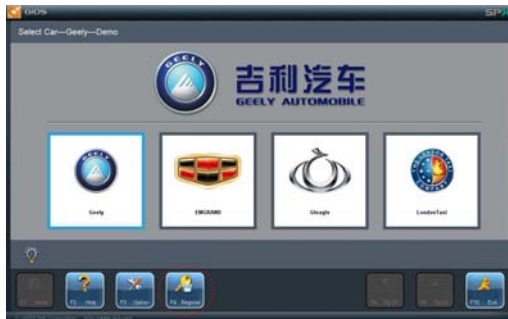 GIOS
SPX
Select Car---Geely---Demo
GEELY
吉利汽车
GEELY AUTOMOBILE
GEELY
Geely
EMGRAND
Gleagle
LondonTaxi
F2...Help
F3...Option
F4...Register
F10...Exit